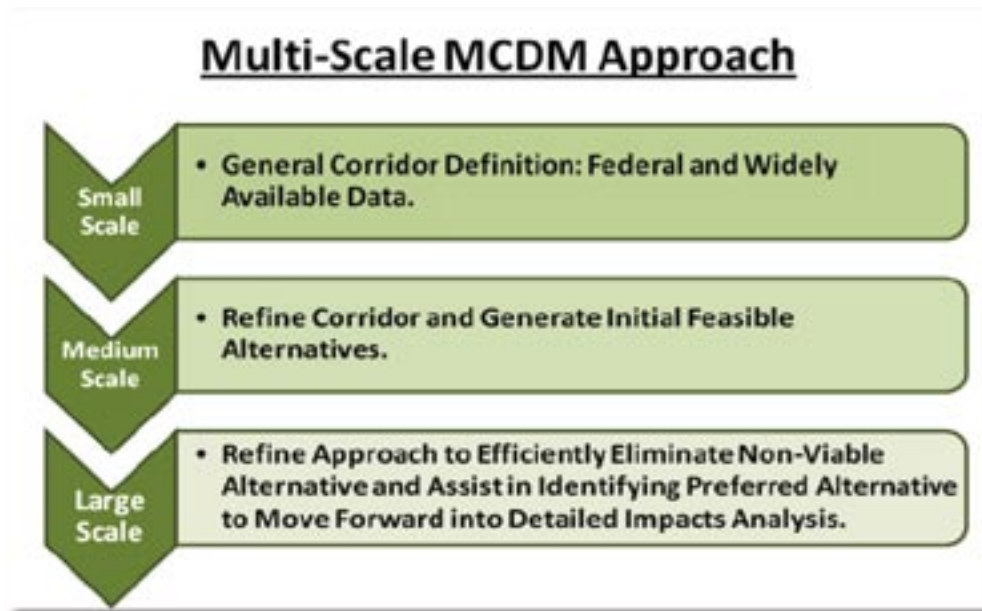 Multi-Scale MCDM Approach
Small
Scale
• General Corridor Definition: Federal and Widely
Available Data.
Medium
Scale
• Refine Corridor and Generate Initial Feasible
Alternatives.
Large
Scale
• Refine Approach to Efficiently Eliminate Non-Viable
Alternative and Assist in Identifying Preferred Alternative
to Move Forward into Detailed Impacts Analysis.